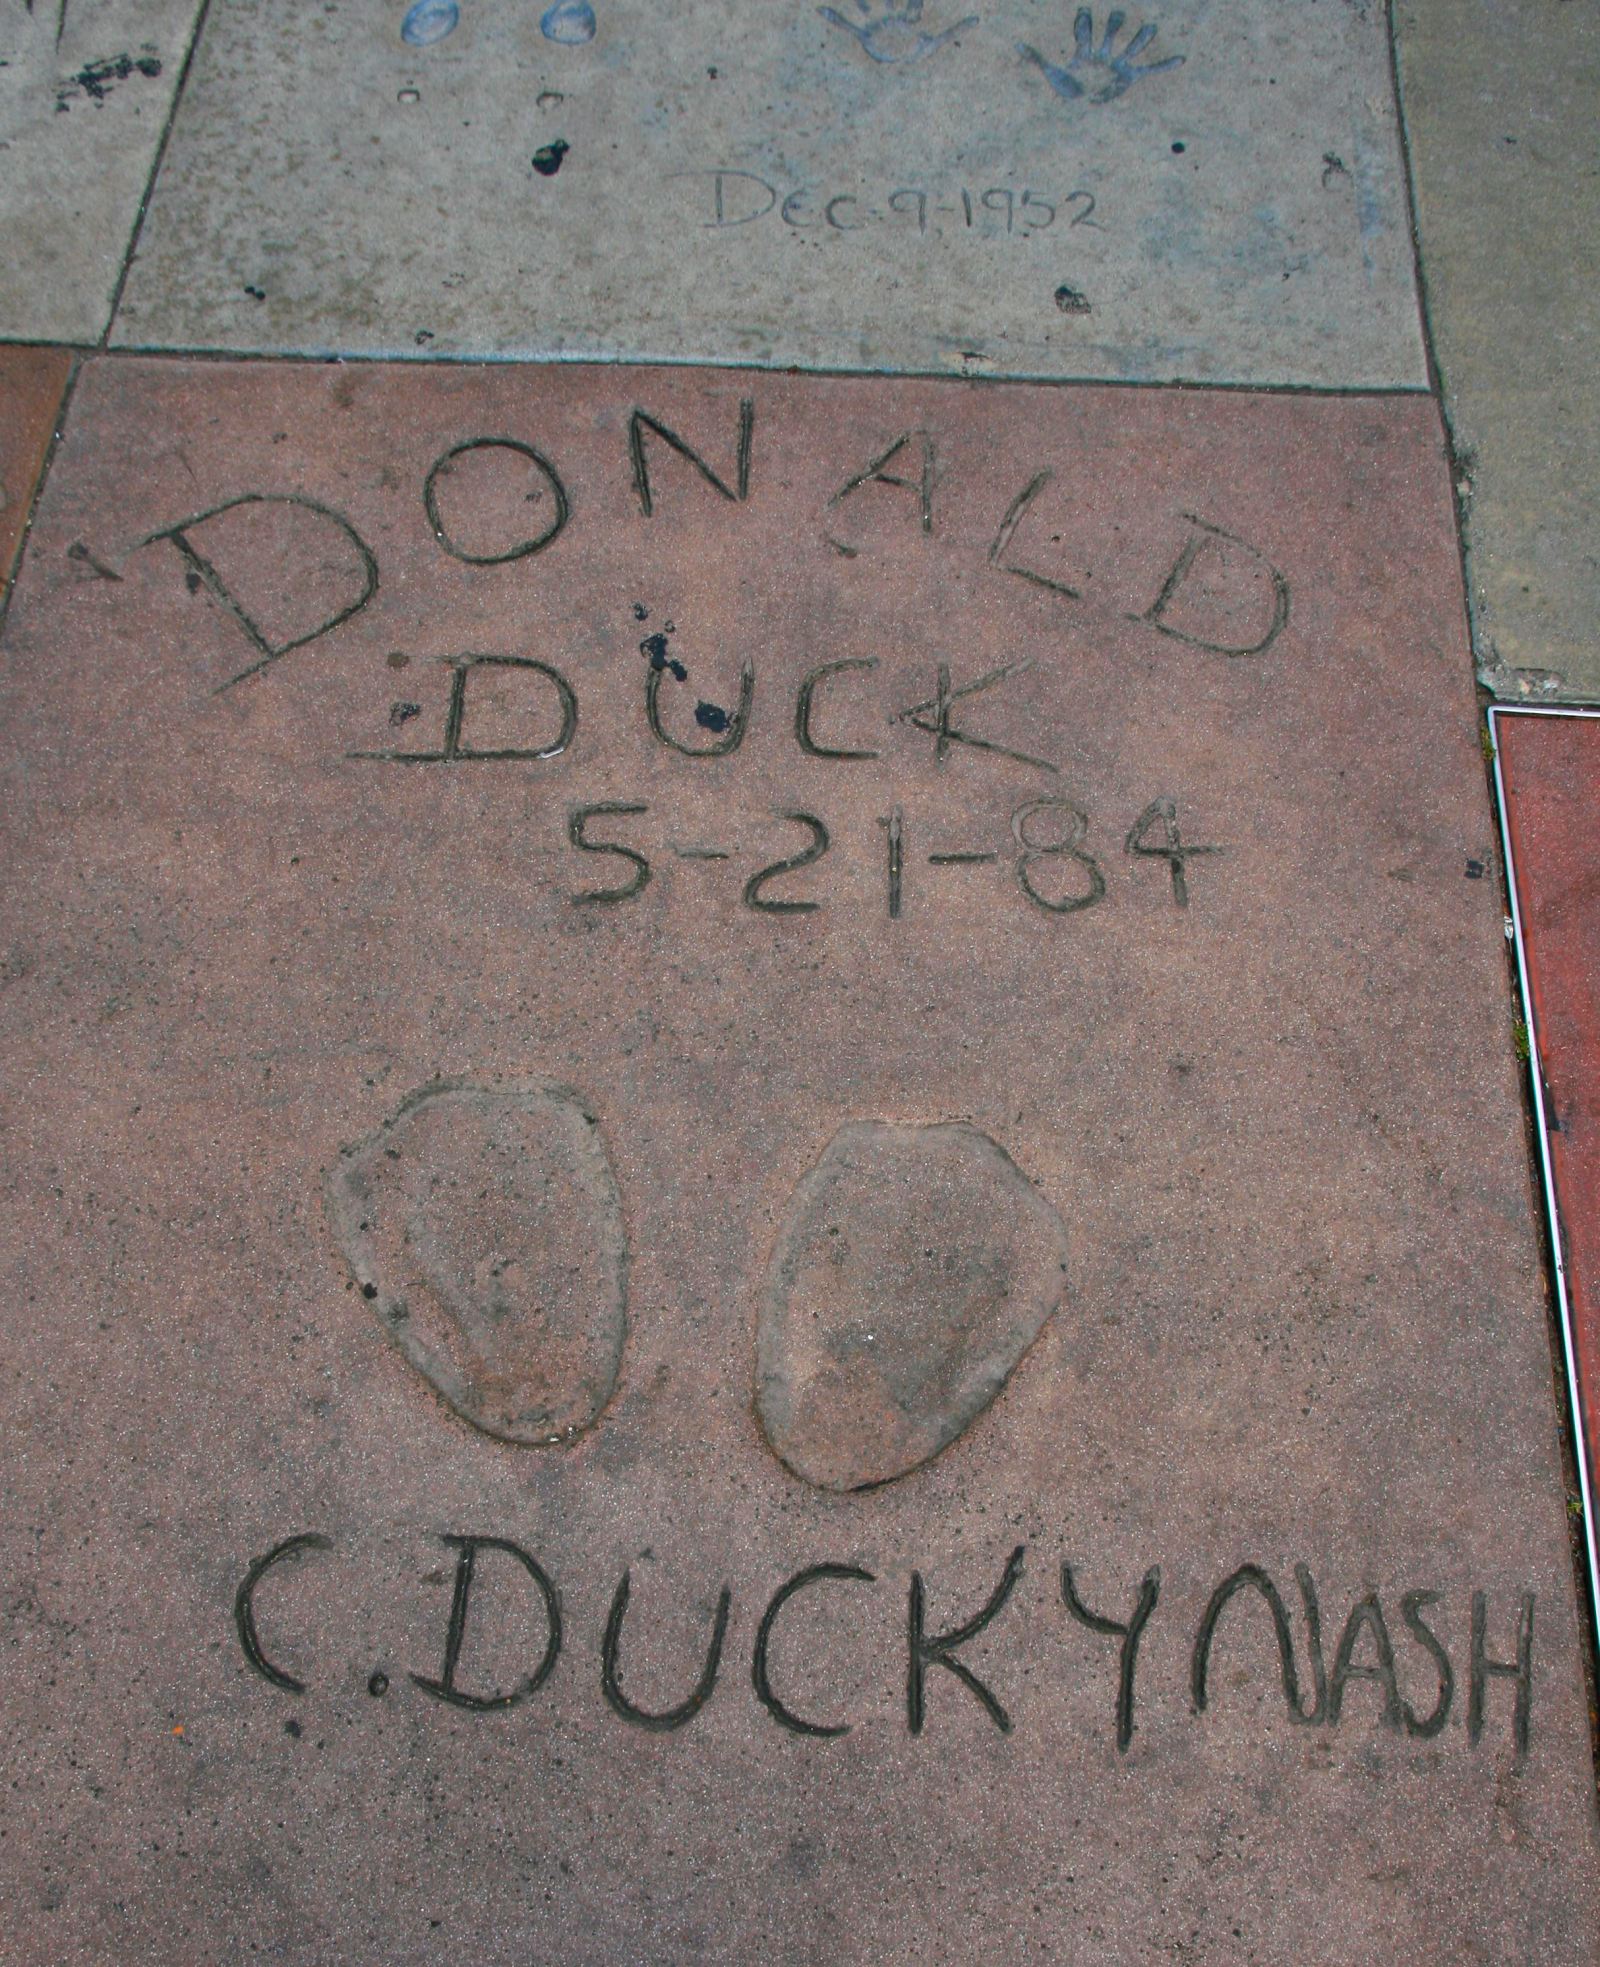 Dec-9-1952
DONALD
DUCK
5-21-84
C. DUCKY NASH